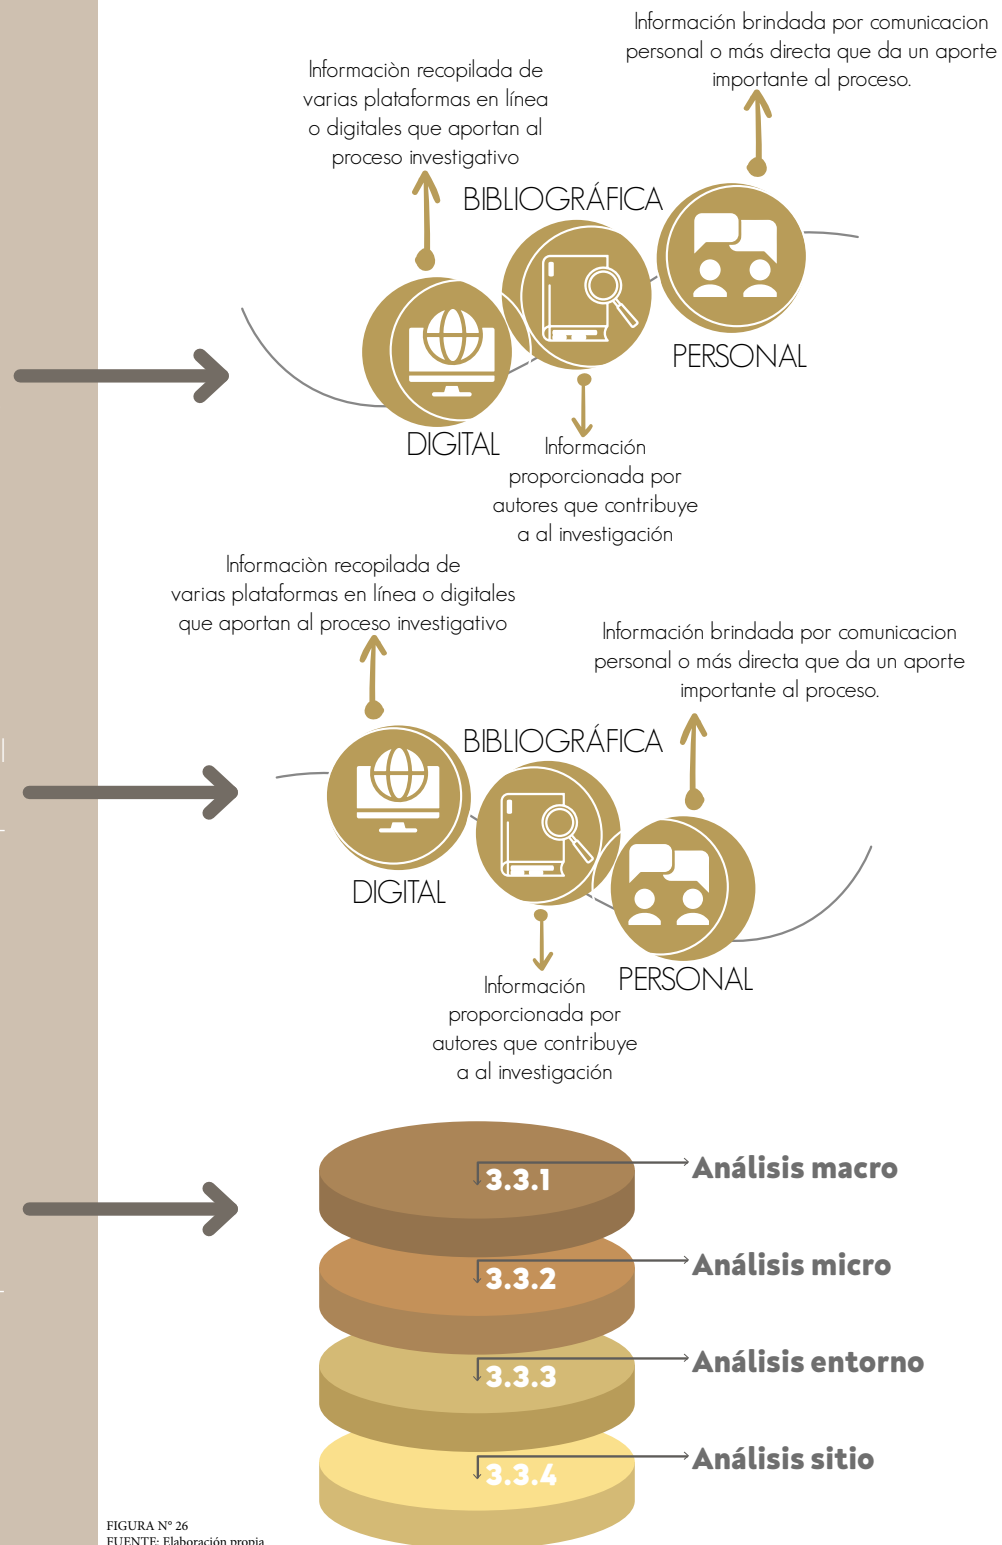 Información brindada por comunicacion
personal o más directa que da un aporte
importante al proceso.
Informaciòn recopilada de
varias plataformas en línea
o digitales que aportan al
proceso investigativo
BIBLIOGRÁFICA
PERSONAL
DIGITAL
Información
proporcionada por
autores que contribuye
a al investigación
Informaciòn recopilada de
varias plataformas en línea o digitales
que aportan al proceso investigativo
Información brindada por comunicacion
personal o más directa que da un aporte
importante al proceso.
BIBLIOGRÁFICA
DIGITAL
PERSONAL
Información
proporcionada por
autores que contribuye
a al investigación
3.3.1 Análisis macro
3.3.2 Análisis micro
3.3.3 Análisis entorno
3.3.4 Análisis sitio
FIGURA N° 26
FUENTE: Elaboración propia